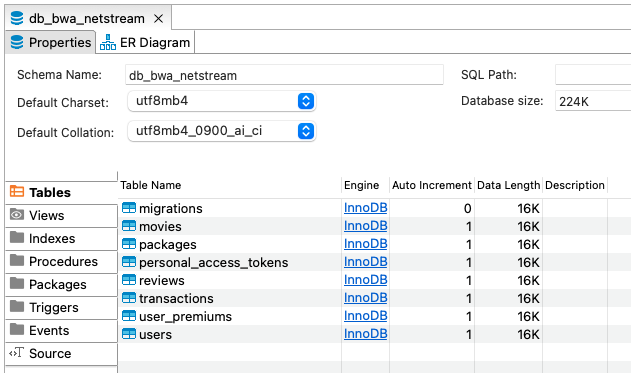 db_bwa_netstream
Properties ER Diagram
Schema Name: db_bwa_netstream SQL Path:
Default Charset: utf8mb4 Database size: 224K
Default Collation: utf8mb4_0900_ai_ci
Tables
Views
Indexes
Procedures
Packages
Triggers
Events
Source
Table Name Engine Auto Increment Data Length Description
migrations InnoDB 0 16K
movies InnoDB 1 16K
packages InnoDB 1 16K
personal_access_tokens InnoDB 1 16K
reviews InnoDB 1 16K
transactions InnoDB 1 16K
user_premiums InnoDB 1 16K
users InnoDB 1 16K